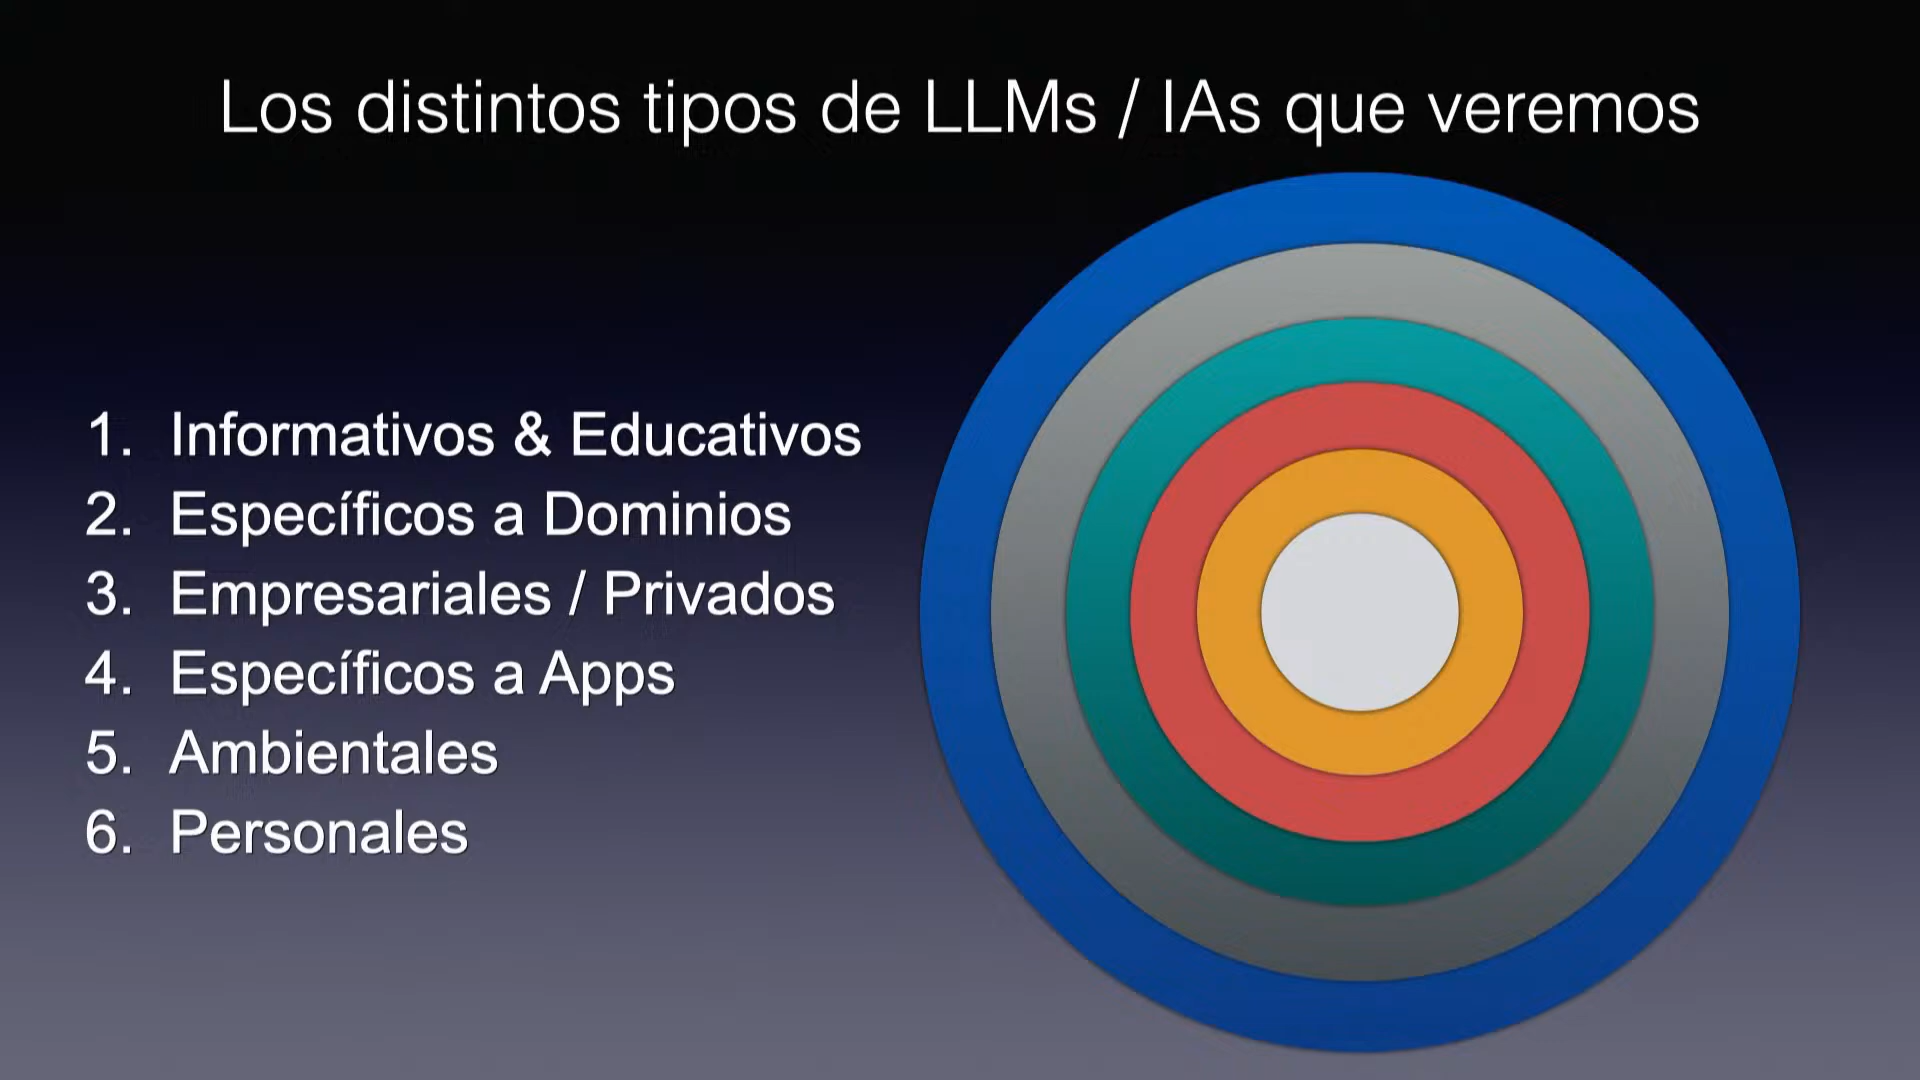 Los distintos tipos de LLMs / IAs que veremos
1. Informativos & Educativos
2. Específicos a Dominios
3. Empresariales / Privados
4. Específicos a Apps
5. Ambientales
6. Personales